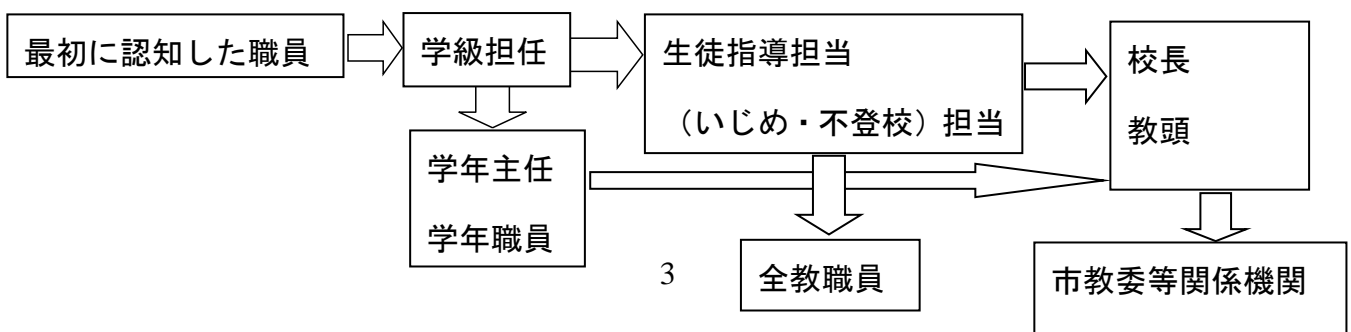 最初に認知した職員
学級担任
生徒指導担当
（いじめ・不登校）担当
校長
教頭
学年主任
学年職員
3
全教職員
市教委等関係機関